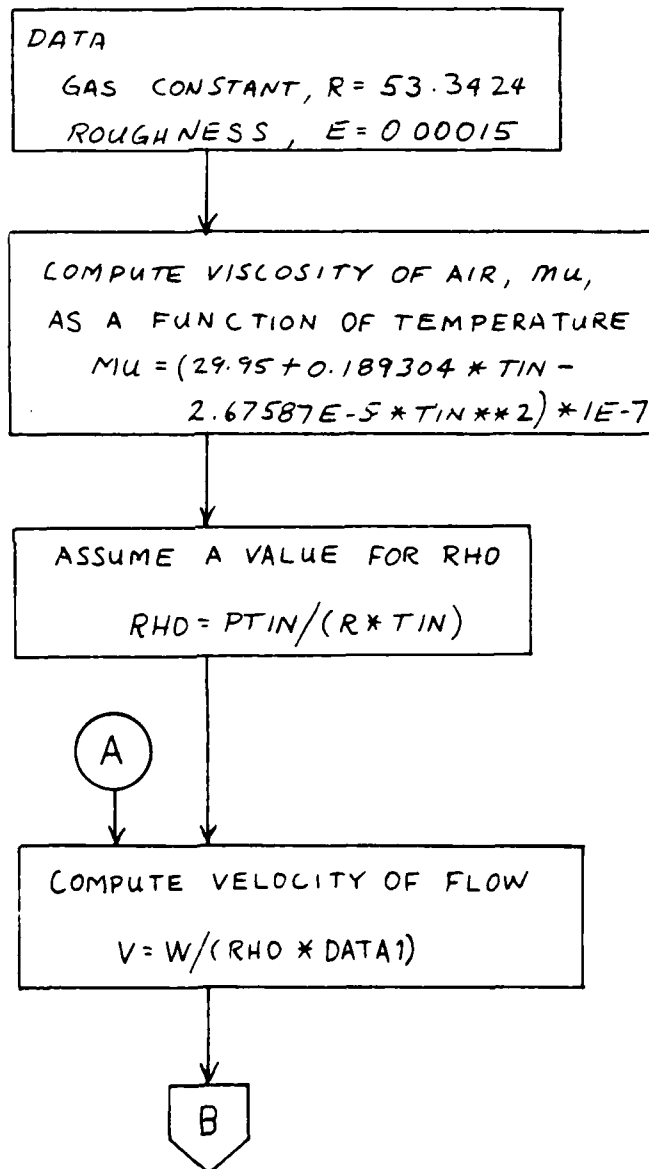 DATA
GAS CONSTANT, R = 53.3424
ROUGHNESS, E = 0 00015
COMPUTE VISCOSITY OF AIR, MU,
AS A FUNCTION OF TEMPERATURE
MU = (29.95 + 0.189304 * TIN -
2.67587E-5 * TIN ** 2) * 1E-7
ASSUME A VALUE FOR RHO
RHO = PTIN/(R * TIN)
A
COMPUTE VELOCITY OF FLOW
V = W/(RHO * DATA1)
B